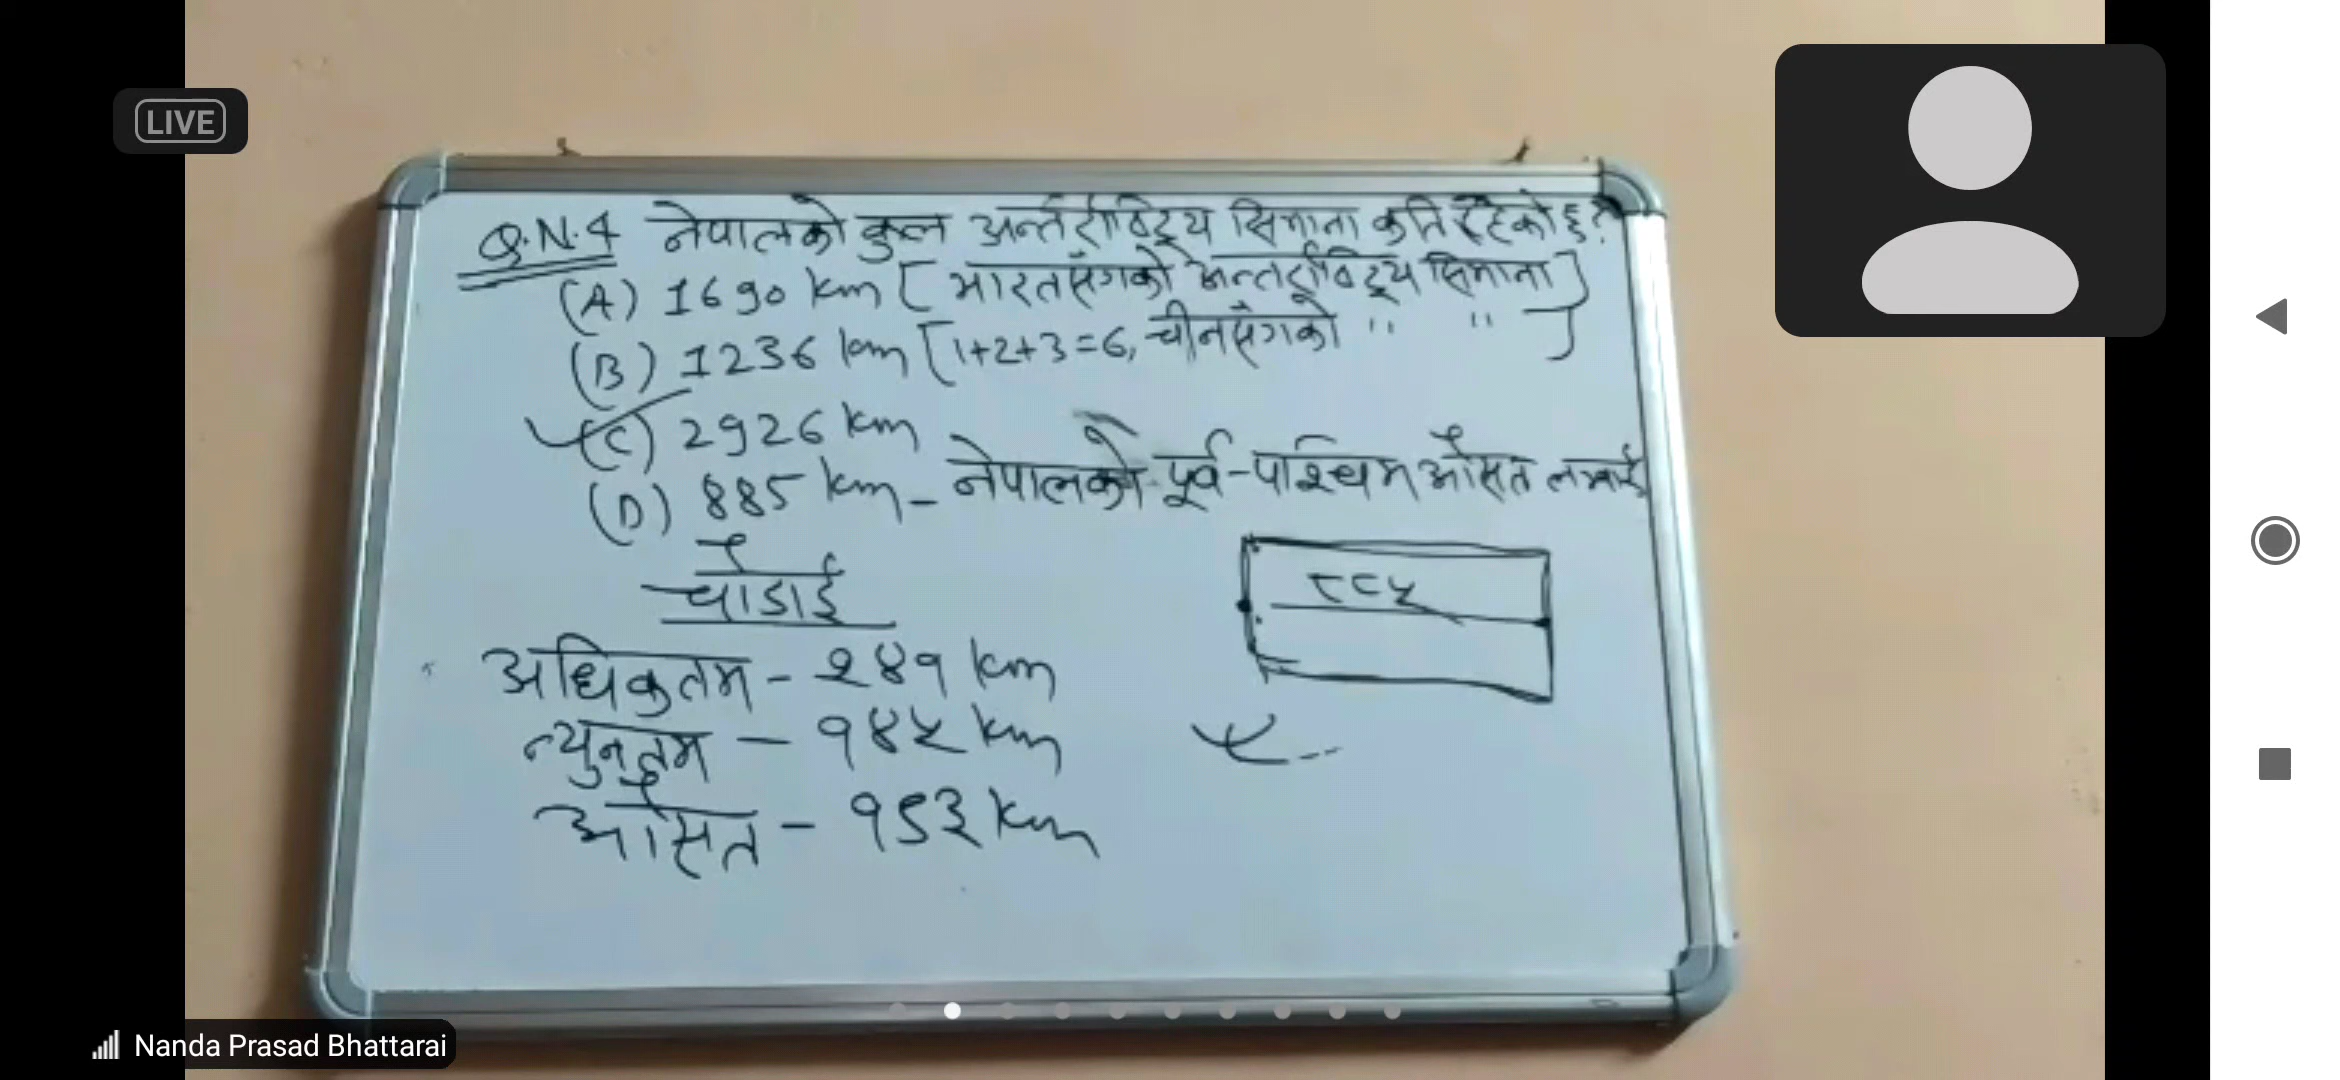 LIVE
Q.N.4 नेपालको कुल अर्न्तराष्ट्रिय सिमाना कति रहेको छ?
(A) 1690 km [भारतसँगको अन्तर्राष्ट्रिय सिमाना]
(B) 1236 km [1+2+3=6, चीनसँगको " "]
(C) 2926 km
(D) 885 km - नेपालको पूर्व-पश्चिम औसत लम्बाई
८८५
चौडाई
अधिकतम - २४१ km
न्युनतम - १४५ km
औसत - १९३ km
Nanda Prasad Bhattarai